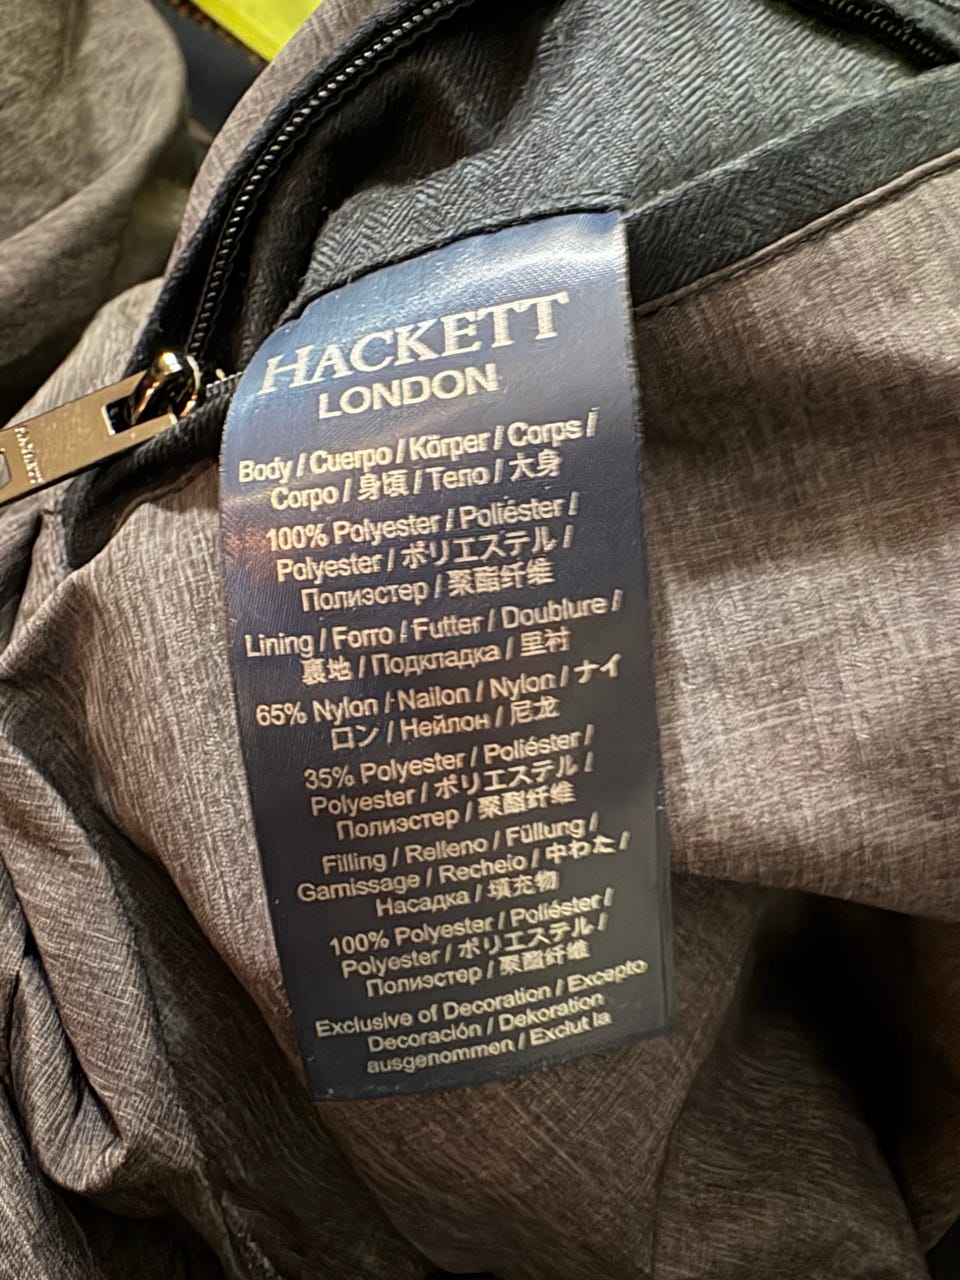 HACKETT
LONDON
Body / Cuerpo / Körper / Corps /
Corpo / 身頃 / Тело / 大身
100% Polyester / Poliéster /
Polyester / ポリエステル /
Полиэстер / 聚酯纤维
Lining / Forro / Futter / Doublure /
裏地 / Подкладка / 里衬
65% Nylon / Nailon / Nylon / ナイ
ロン / Нейлон / 尼龙
35% Polyester / Poliéster /
Polyester / ポリエステル /
Полиэстер / 聚酯纤维
Filling / Relleno / Füllung /
Garnissage / Recheio / 中わた /
Насадка / 填充物
100% Polyester / Poliéster /
Polyester / ポリエステル /
Полиэстер / 聚酯纤维
Exclusive of Decoration / Excepto
Decoración / Dekoration
ausgenommen / Exclut la
HACKETT